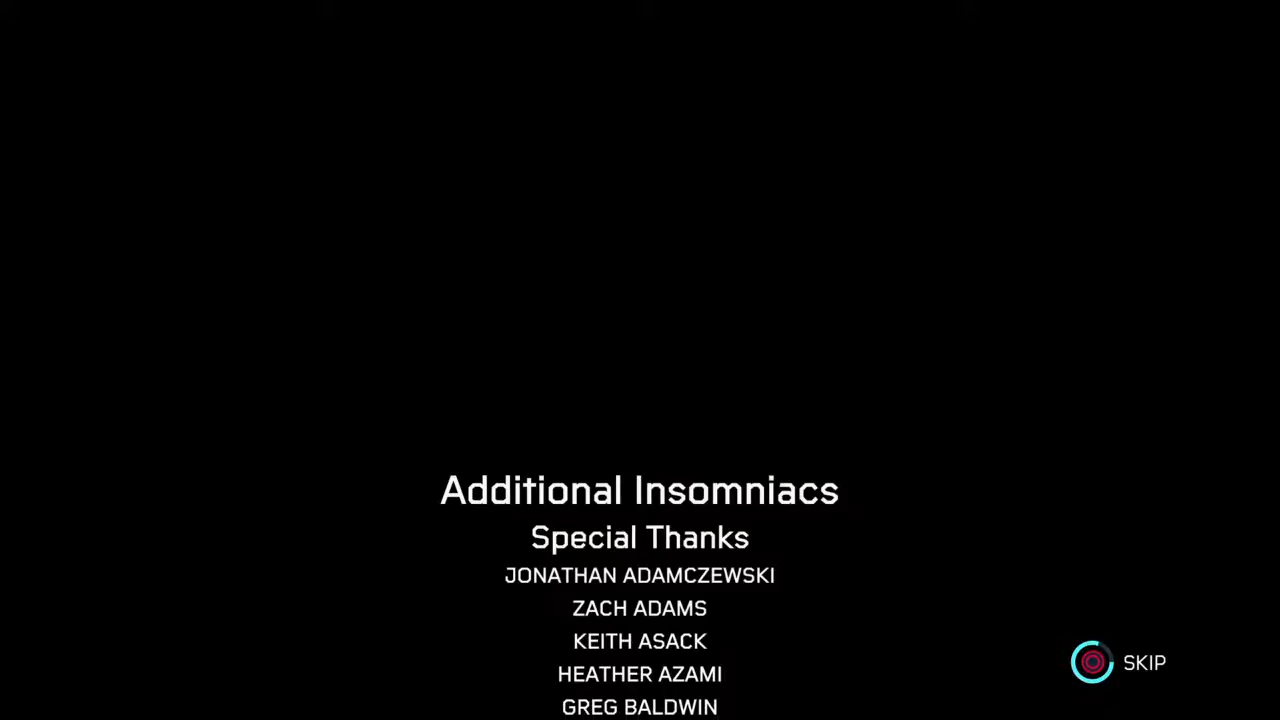 Additional Insomniacs
Special Thanks
JONATHAN ADAMCZEWSKI
ZACH ADAMS
KEITH ASACK
HEATHER AZAMI
GREG BALDWIN
SKIP